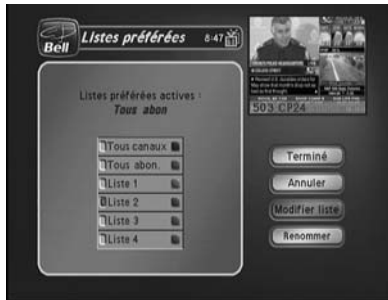 Bell
Listes préférées 8:47
Listes préférées actives :
Tous abon
Tous canaux
Tous abon.
Liste 1
Liste 2
Liste 3
Liste 4
503 CP24
Terminé
Annuler
Modifier liste
Renommer